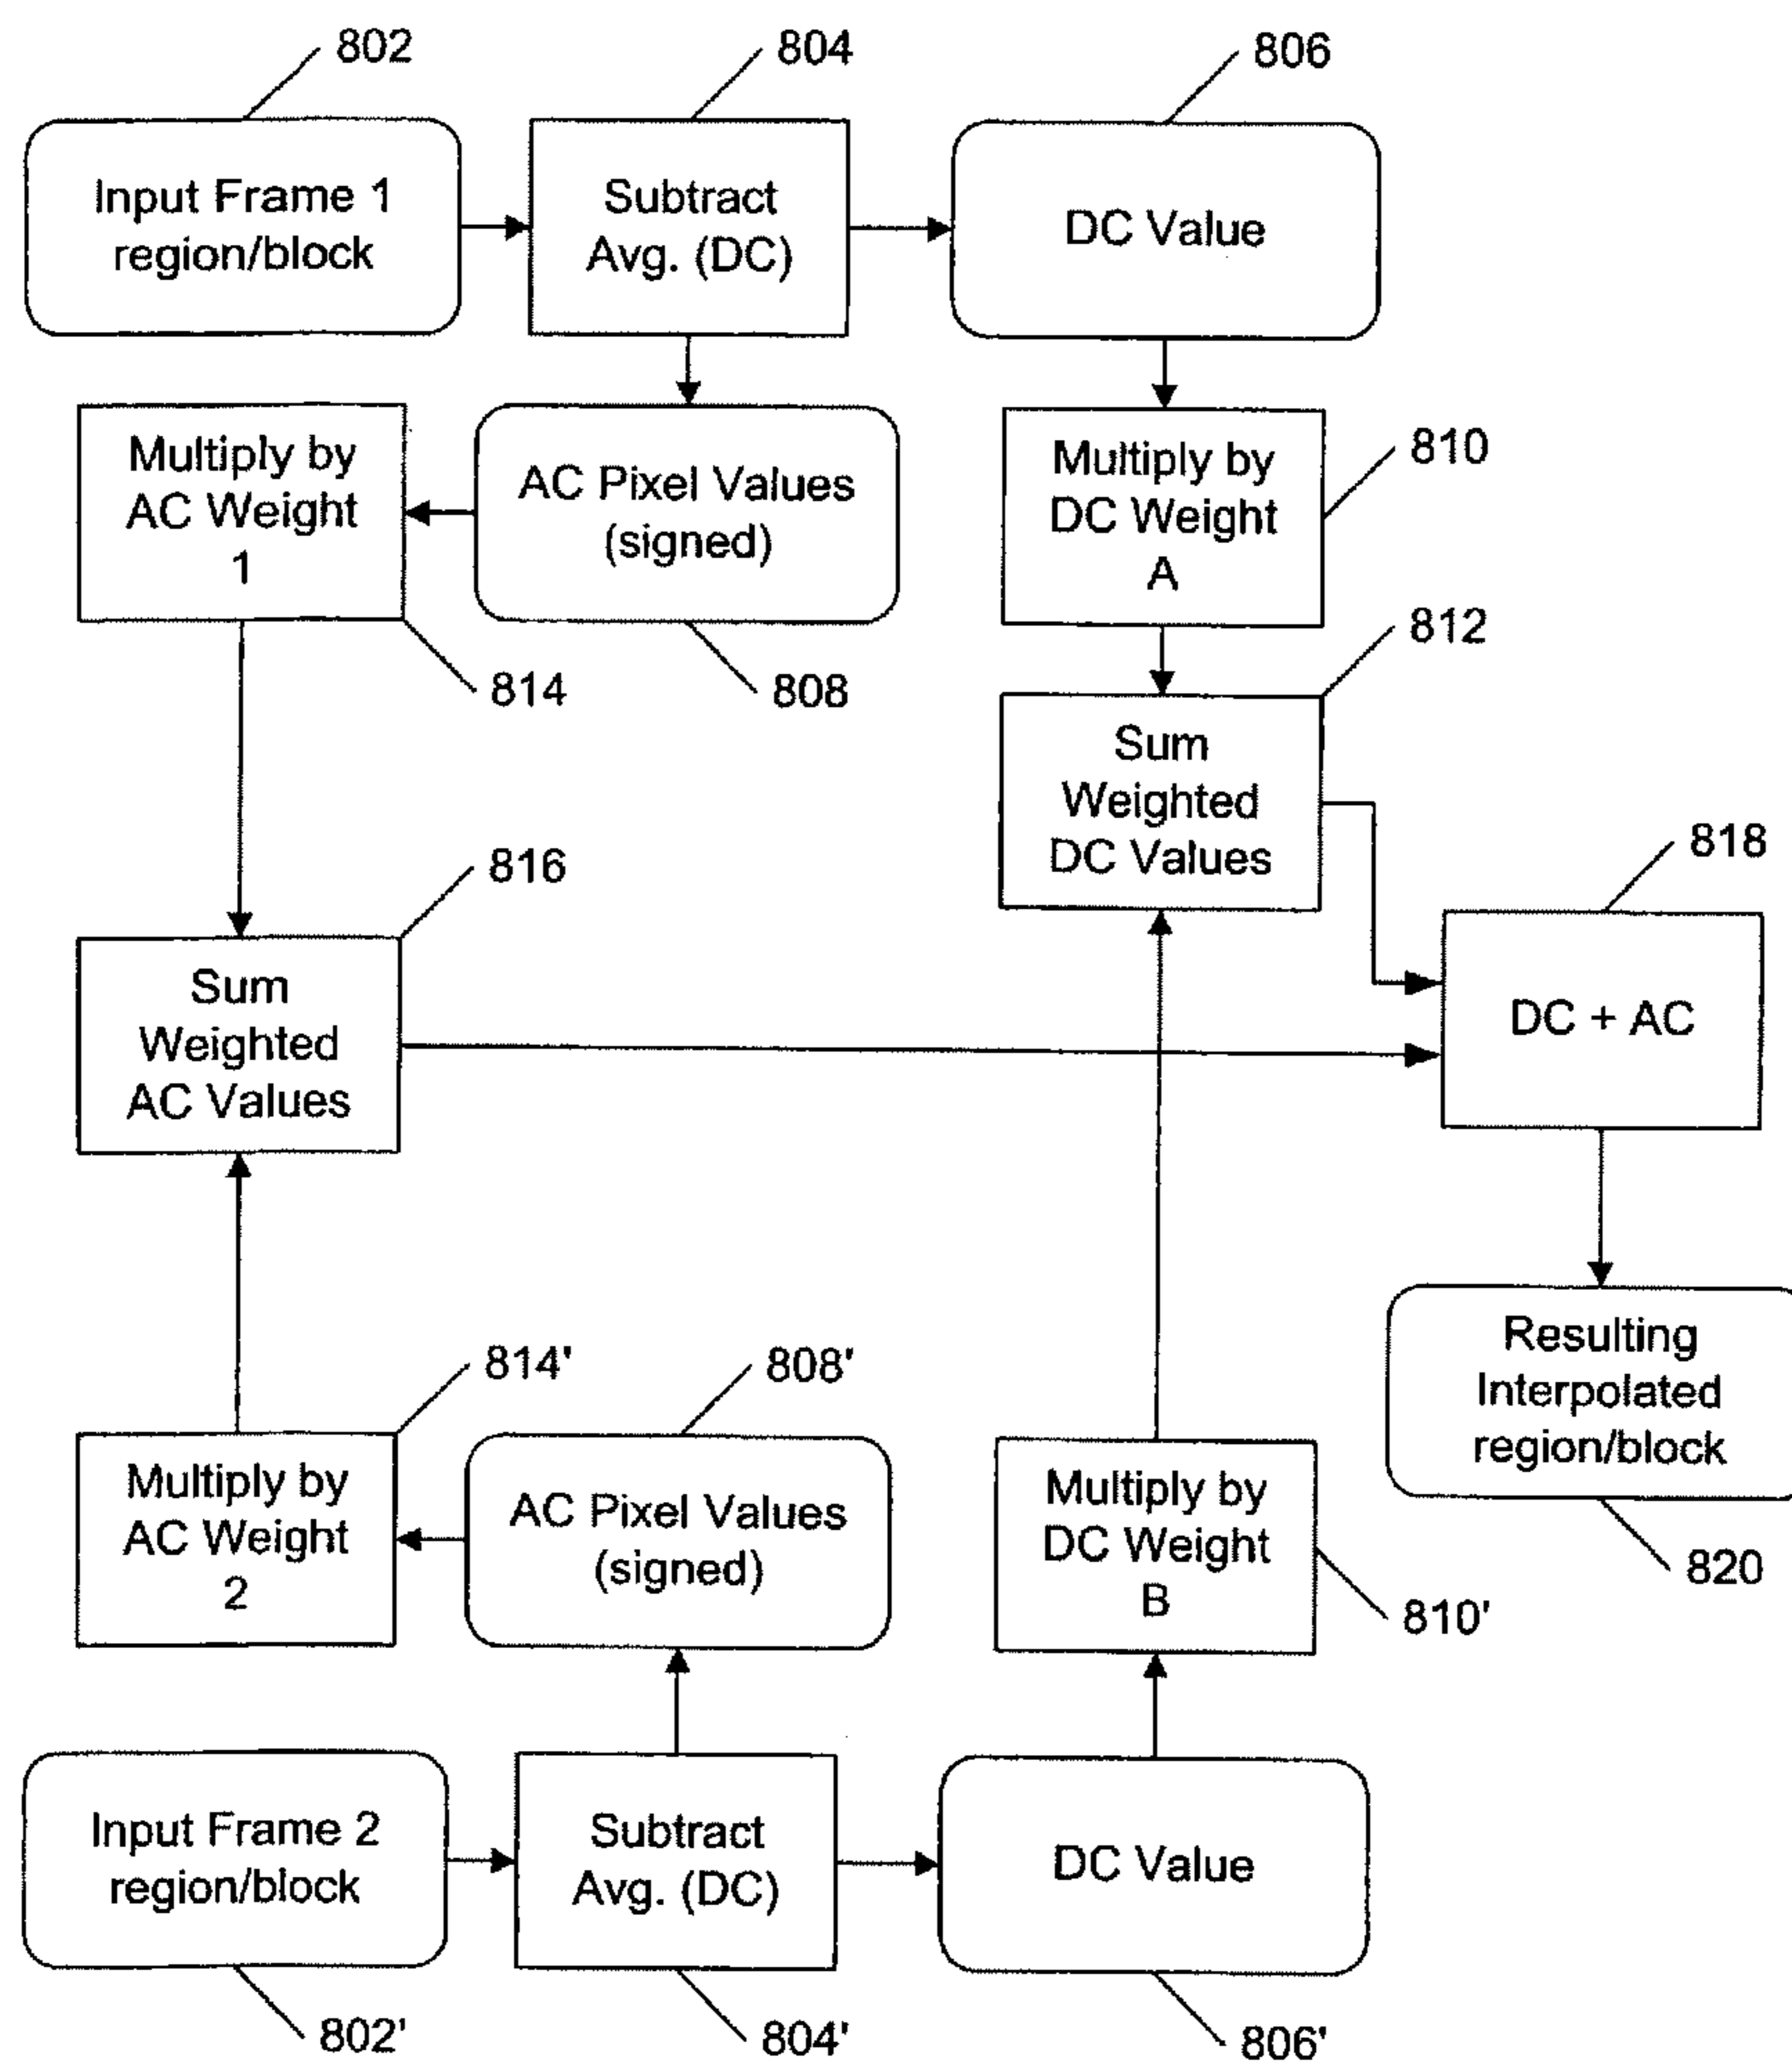 802
804
806
Input Frame 1
region/block
Subtract
Avg. (DC)
DC Value
Multiply by
AC Weight
1
AC Pixel Values
(signed)
Multiply by
DC Weight
A
810
812
814
808
Sum
Weighted
DC Values
816
818
Sum
Weighted
AC Values
DC + AC
814'
808'
Resulting
Interpolated
region/block
Multiply by
AC Weight
2
AC Pixel Values
(signed)
Multiply by
DC Weight
B
820
810'
Input Frame 2
region/block
Subtract
Avg. (DC)
DC Value
802'
804'
806'